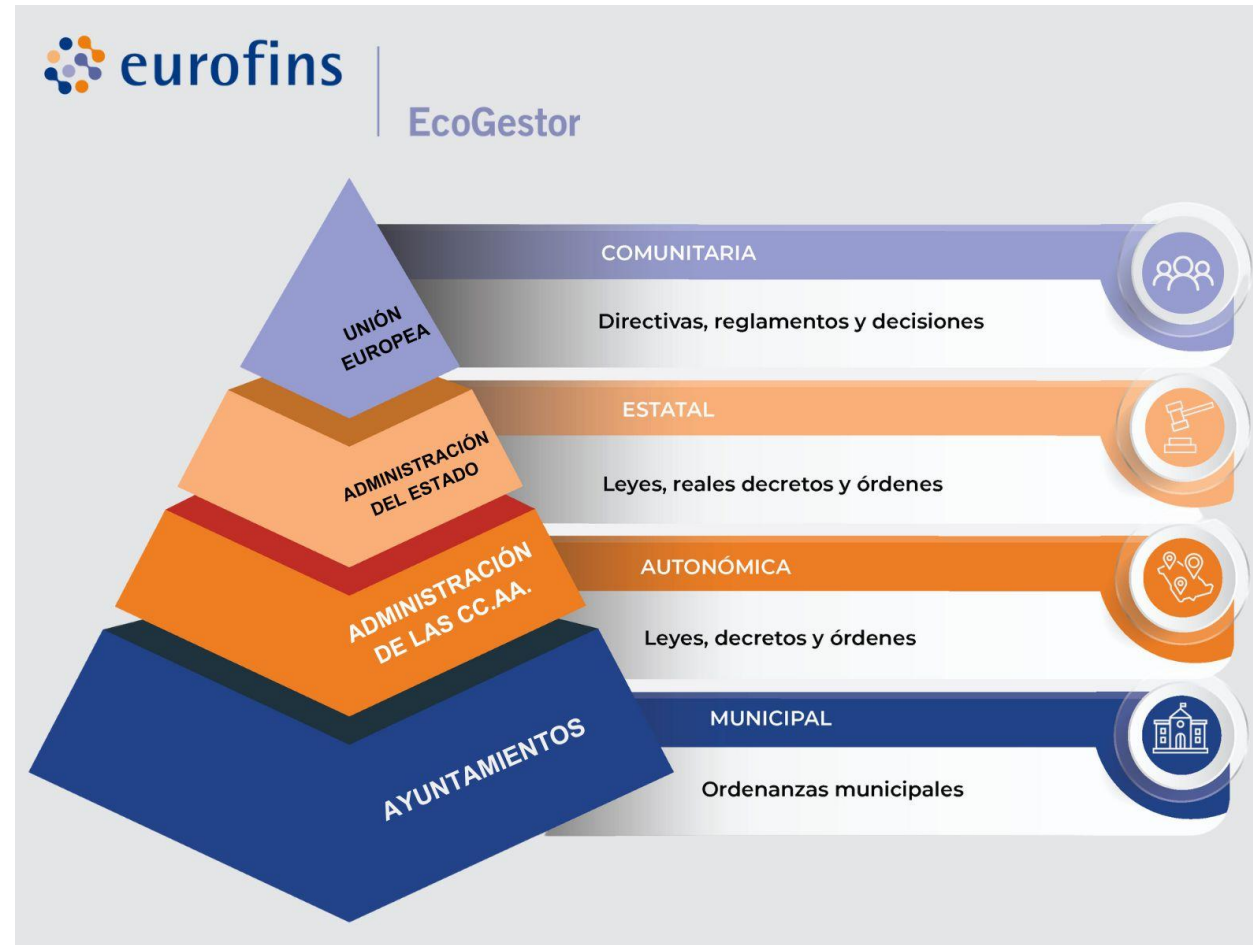 eurofins
EcoGestor
UNIÓN
EUROPEA
COMUNITARIA
Directivas, reglamentos y decisiones
ADMINISTRACIÓN
DEL ESTADO
ESTATAL
Leyes, reales decretos y órdenes
ADMINISTRACIÓN
DE LAS CC.AA.
AUTONÓMICA
Leyes, decretos y órdenes
AYUNTAMIENTOS
MUNICIPAL
Ordenanzas municipales